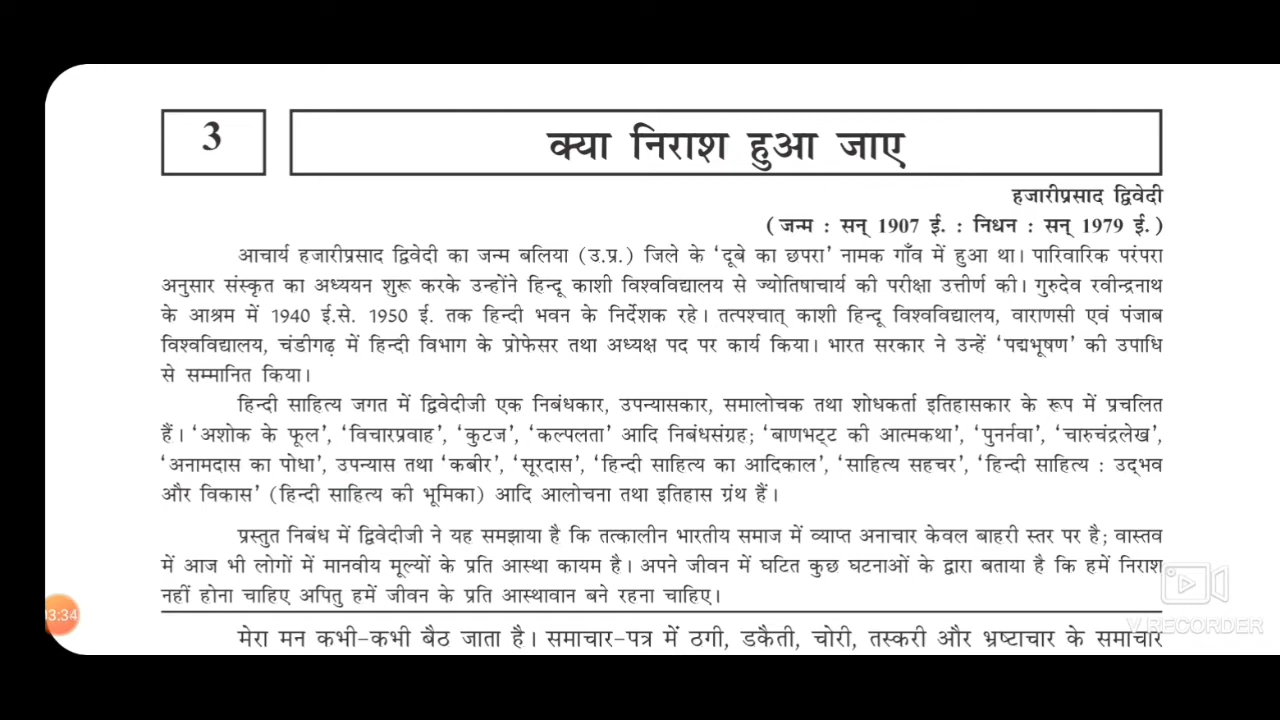 3
क्या निराश हुआ जाए
हजारीप्रसाद द्विवेदी
( जन्म : सन् 1907 ई. : निधन : सन् 1979 ई. )
आचार्य हजारीप्रसाद द्विवेदी का जन्म बलिया (उ.प्र.) जिले के ‘दूबे का छपरा’ नामक गाँव में हुआ था। पारिवारिक परंपरा
अनुसार संस्कृत का अध्ययन शुरू करके उन्होंने हिन्दू काशी विश्वविद्यालय से ज्योतिषाचार्य की परीक्षा उत्तीर्ण की। गुरुदेव रवीन्द्रनाथ
के आश्रम में 1940 ई.से. 1950 ई. तक हिन्दी भवन के निर्देशक रहे। तत्पश्चात् काशी हिन्दू विश्वविद्यालय, वाराणसी एवं पंजाब
विश्वविद्यालय, चंडीगढ़ में हिन्दी विभाग के प्रोफेसर तथा अध्यक्ष पद पर कार्य किया। भारत सरकार ने उन्हें ‘पद्मभूषण’ की उपाधि
से सम्मानित किया।
हिन्दी साहित्य जगत में द्विवेदीजी एक निबंधकार, उपन्यासकार, समालोचक तथा शोधकर्ता इतिहासकार के रूप में प्रचलित
हैं। ‘अशोक के फूल’, ‘विचारप्रवाह’, ‘कुटज’, ‘कल्पलता’ आदि निबंधसंग्रह; ‘बाणभट्ट की आत्मकथा’, ‘पुनर्नवा’, ‘चारुचंद्रलेख’,
‘अनामदास का पोधा’, उपन्यास तथा ‘कबीर’, ‘सूरदास’, ‘हिन्दी साहित्य का आदिकाल’, ‘साहित्य सहचर’, ‘हिन्दी साहित्य : उद्भव
और विकास’ (हिन्दी साहित्य की भूमिका) आदि आलोचना तथा इतिहास ग्रंथ हैं।
प्रस्तुत निबंध में द्विवेदीजी ने यह समझाया है कि तत्कालीन भारतीय समाज में व्याप्त अनाचार केवल बाहरी स्तर पर है; वास्तव
में आज भी लोगों में मानवीय मूल्यों के प्रति आस्था कायम है। अपने जीवन में घटित कुछ घटनाओं के द्वारा बताया है कि हमें निराश
नहीं होना चाहिए अपितु हमें जीवन के प्रति आस्थावान बने रहना चाहिए।
मेरा मन कभी-कभी बैठ जाता है। समाचार-पत्र में ठगी, डकैती, चोरी, तस्करी और भ्रष्टाचार के समाचार
03:34
V RECORDER